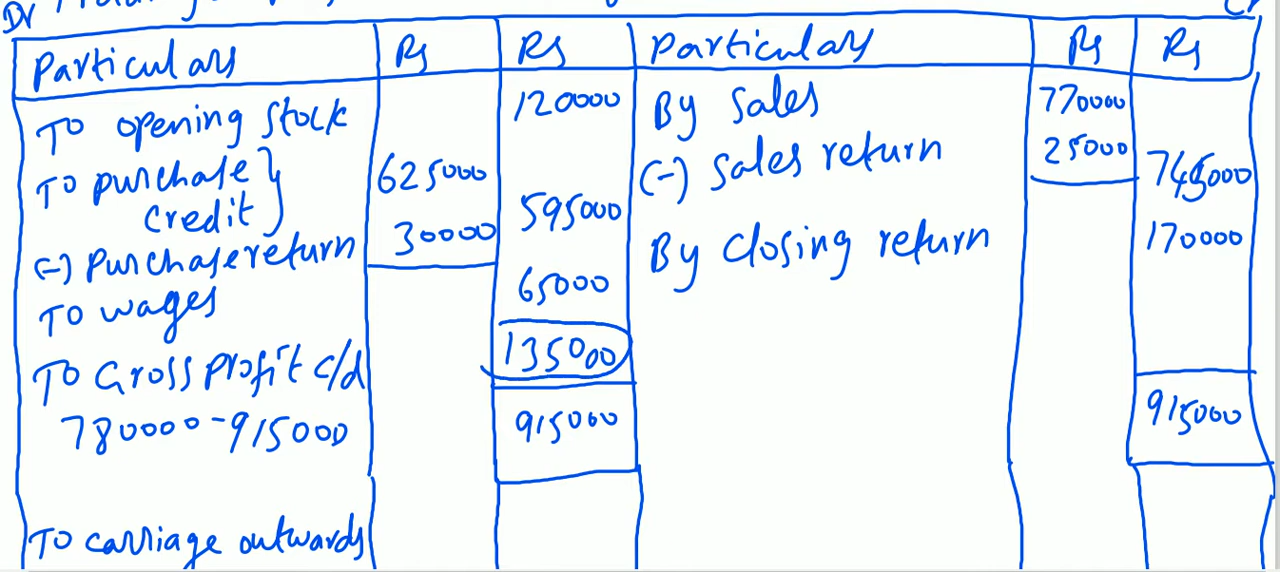 Dr
Cr
Particulars Rs Rs Particulars Rs Rs
To opening stock 120000 By Sales 770000
To purchase } 625000 (-) Sales return 25000 745000
credit 595000
(-) Purchase return 30000 By Closing return 170000
To wages 65000
To Gross profit c/d 135000
780000-915000 915000 915000
To carriage outwards